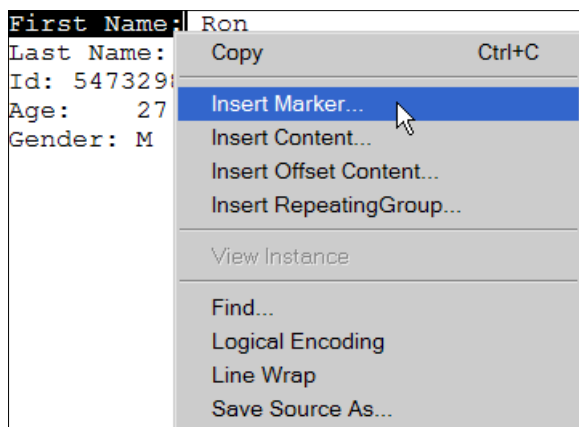 First Name: Ron
Last Name:
Id: 5473298
Age: 27
Gender: M
Copy Ctrl+C
Insert Marker...
Insert Content...
Insert Offset Content...
Insert RepeatingGroup...
View Instance
Find...
Logical Encoding
Line Wrap
Save Source As...